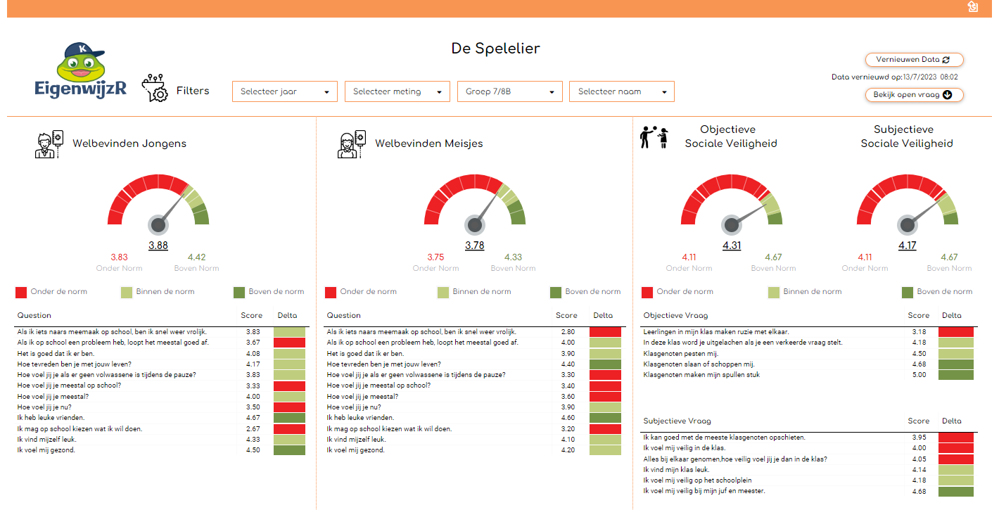 De Spelelier
K
EigenwijzR
Filters
Selecteer jaar
Selecteer meting
Groep 7/8B
Selecteer naam
Vernieuwen Data
Data vernieuwd op:13/7/2023 08:02
Bekijk open vraag
Welbevinden Jongens
3.88
3.83 4.42
Onder Norm Boven Norm
Onder de norm Binnen de norm Boven de norm
Question Score Delta
Als ik iets naars meemaak op school, ben ik snel weer vrolijk. 3.83
Als ik op school een probleem heb, loopt het meestal goed af. 3.67
Het is goed dat ik er ben. 4.08
Hoe tevreden ben je met jouw leven? 4.17
Hoe voel jij je als er geen volwassene is tijdens de pauze? 3.83
Hoe voel jij je meestal op school? 3.33
Hoe voel jij je meestal? 4.00
Hoe voel jij je nu? 3.50
Ik heb leuke vrienden. 4.67
Ik mag op school kiezen wat ik wil doen. 2.67
Ik vind mijzelf leuk. 4.33
Ik voel mij gezond. 4.50
Welbevinden Meisjes
3.78
3.75 4.33
Onder Norm Boven Norm
Onder de norm Binnen de norm Boven de norm
Question Score Delta
Als ik iets naars meemaak op school, ben ik snel weer vrolijk. 2.80
Als ik op school een probleem heb, loopt het meestal goed af. 4.00
Het is goed dat ik er ben. 3.90
Hoe tevreden ben je met jouw leven? 4.40
Hoe voel jij je als er geen volwassene is tijdens de pauze? 3.30
Hoe voel jij je meestal op school? 3.40
Hoe voel jij je meestal? 3.60
Hoe voel jij je nu? 3.90
Ik heb leuke vrienden. 4.60
Ik mag op school kiezen wat ik wil doen. 3.20
Ik vind mijzelf leuk. 4.10
Ik voel mij gezond. 4.20
Objectieve
Sociale Veiligheid
4.31
4.11 4.67
Onder Norm Boven Norm
Subjectieve
Sociale Veiligheid
4.17
4.11 4.67
Onder Norm Boven Norm
Onder de norm Binnen de norm Boven de norm
Objectieve Vraag Score Delta
Leerlingen in mijn klas maken ruzie met elkaar. 3.18
In deze klas word je uitgelachen als je een verkeerde vraag stelt. 4.18
Klasgenoten pesten mij. 4.50
Klasgenoten slaan of schoppen mij. 4.68
Klasgenoten maken mijn spullen stuk 5.00
Subjectieve Vraag Score Delta
Ik kan goed met de meeste klasgenoten opschieten. 3.95
Ik voel mij veilig in de klas. 4.00
Alles bij elkaar genomen,hoe veilig voel jij je dan in de klas? 4.05
Ik vind mijn klas leuk. 4.14
Ik voel mij veilig op het schoolplein 4.18
Ik voel mij veilig bij mijn juf en meester. 4.68